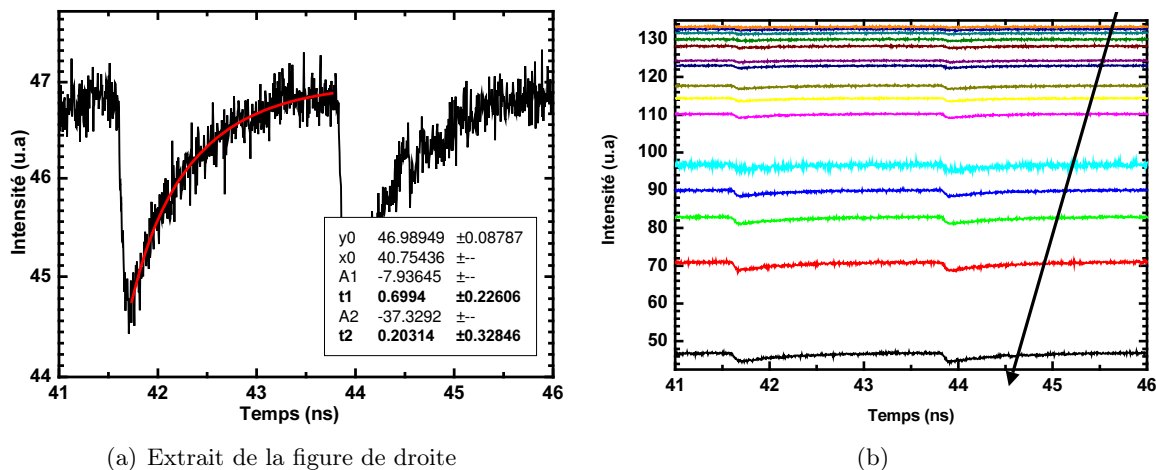 47
46
45
44
Intensité (u.a)
y0 46.98949 ±0.08787
x0 40.75436 ±--
A1 -7.93645 ±--
t1 0.6994 ±0.22606
A2 -37.3292 ±--
t2 0.20314 ±0.32846
41 42 43 44 45 46
Temps (ns)
(a) Extrait de la figure de droite
130
120
110
100
90
80
70
60
50
Intensité (u.a)
41 42 43 44 45 46
Temps (ns)
(b)